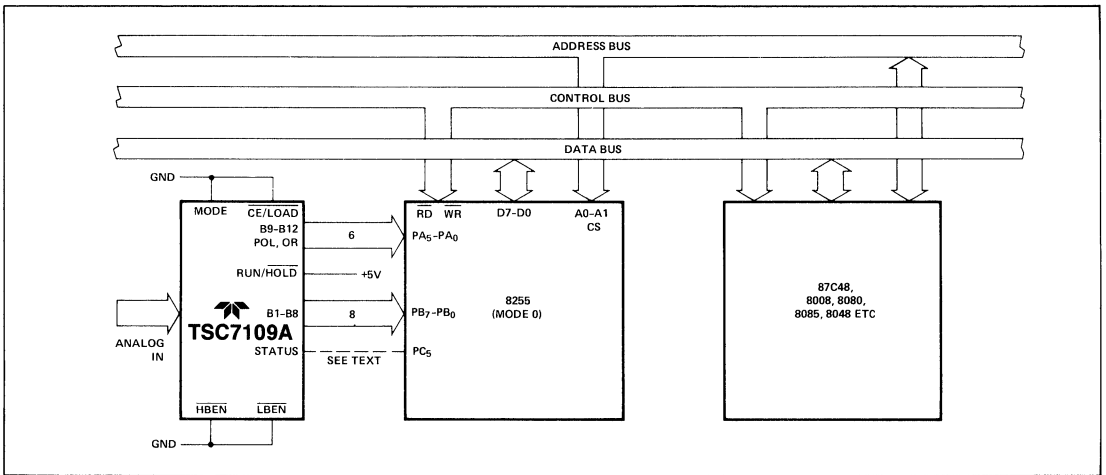 ADDRESS BUS
CONTROL BUS
DATA BUS
GND
MODE
CE/LOAD
B9-B12
POL, OR
6
RUN/HOLD
+5V
B1-B8
8
TSC7109A
ANALOG
IN
STATUS
SEE TEXT
HBEN
LBEN
GND
RD
WR
D7-D0
A0-A1
CS
PA5-PA0
8255
(MODE 0)
PB7-PB0
PC5
87C48,
8008, 8080,
8085, 8048 ETC